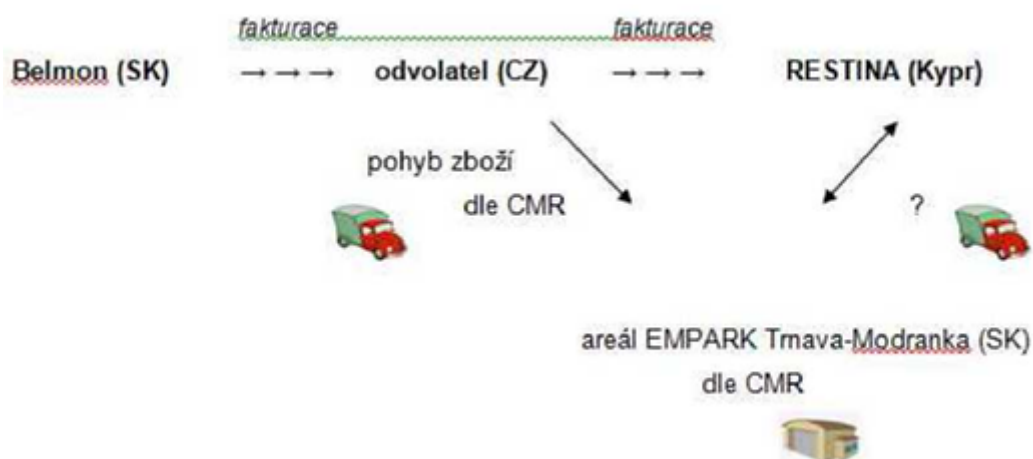 fakturace fakturace
Belmon (SK) → → → odvolatel (CZ) → → → RESTINA (Kypr)
pohyb zboží
dle CMR
?
areál EMPARK Trnava-Modranka (SK)
dle CMR